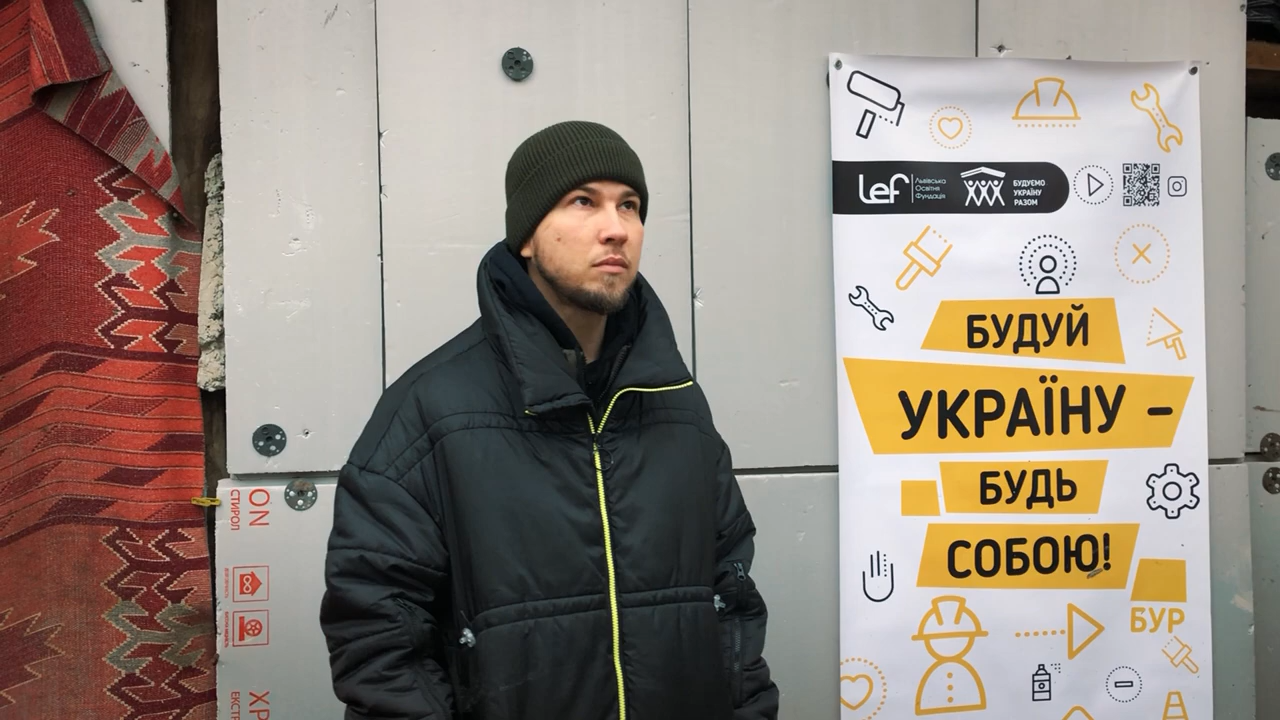 lef
Львівська
Освітня
Фундація
БУДУЄМО
УКРАЇНУ
РАЗОМ
БУДУЙ
УКРАЇНУ –
БУДЬ
СОБОЮ!
БУР
ON
СТИРОЛ
ХР
ЕКСТ